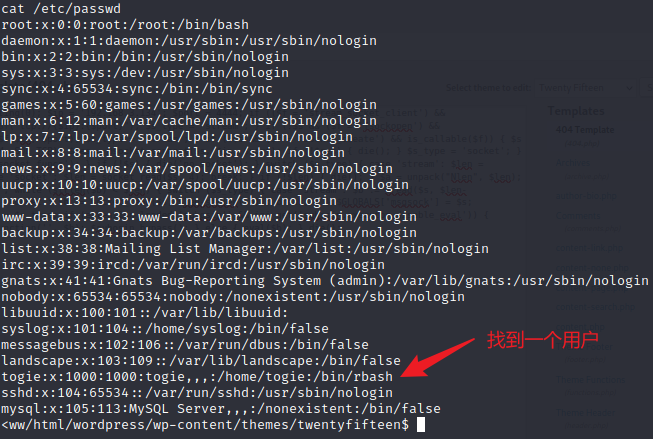 cat /etc/passwd
root:x:0:0:root:/root:/bin/bash
daemon:x:1:1:daemon:/usr/sbin:/usr/sbin/nologin
bin:x:2:2:bin:/bin:/usr/sbin/nologin
sys:x:3:3:sys:/dev:/usr/sbin/nologin
sync:x:4:65534:sync:/bin:/bin/sync
games:x:5:60:games:/usr/games:/usr/sbin/nologin
man:x:6:12:man:/var/cache/man:/usr/sbin/nologin
lp:x:7:7:lp:/var/spool/lpd:/usr/sbin/nologin
mail:x:8:8:mail:/var/mail:/usr/sbin/nologin
news:x:9:9:news:/var/spool/news:/usr/sbin/nologin
uucp:x:10:10:uucp:/var/spool/uucp:/usr/sbin/nologin
proxy:x:13:13:proxy:/bin:/usr/sbin/nologin
www-data:x:33:33:www-data:/var/www:/usr/sbin/nologin
backup:x:34:34:backup:/var/backups:/usr/sbin/nologin
list:x:38:38:Mailing List Manager:/var/list:/usr/sbin/nologin
irc:x:39:39:ircd:/var/run/ircd:/usr/sbin/nologin
gnats:x:41:41:Gnats Bug-Reporting System (admin):/var/lib/gnats:/usr/sbin/nologin
nobody:x:65534:65534:nobody:/nonexistent:/usr/sbin/nologin
libuuid:x:100:101::/var/lib/libuuid:
syslog:x:101:104::/home/syslog:/bin/false
messagebus:x:102:106::/var/run/dbus:/bin/false
landscape:x:103:109::/var/lib/landscape:/bin/false
togie:x:1000:1000:togie,,,:/home/togie:/bin/rbash
sshd:x:104:65534::/var/run/sshd:/usr/sbin/nologin
mysql:x:105:113:MySQL Server,,,:/nonexistent:/bin/false
<ww/html/wordpress/wp-content/themes/twentyfifteen$
找到一个用户
Templates
404 Template